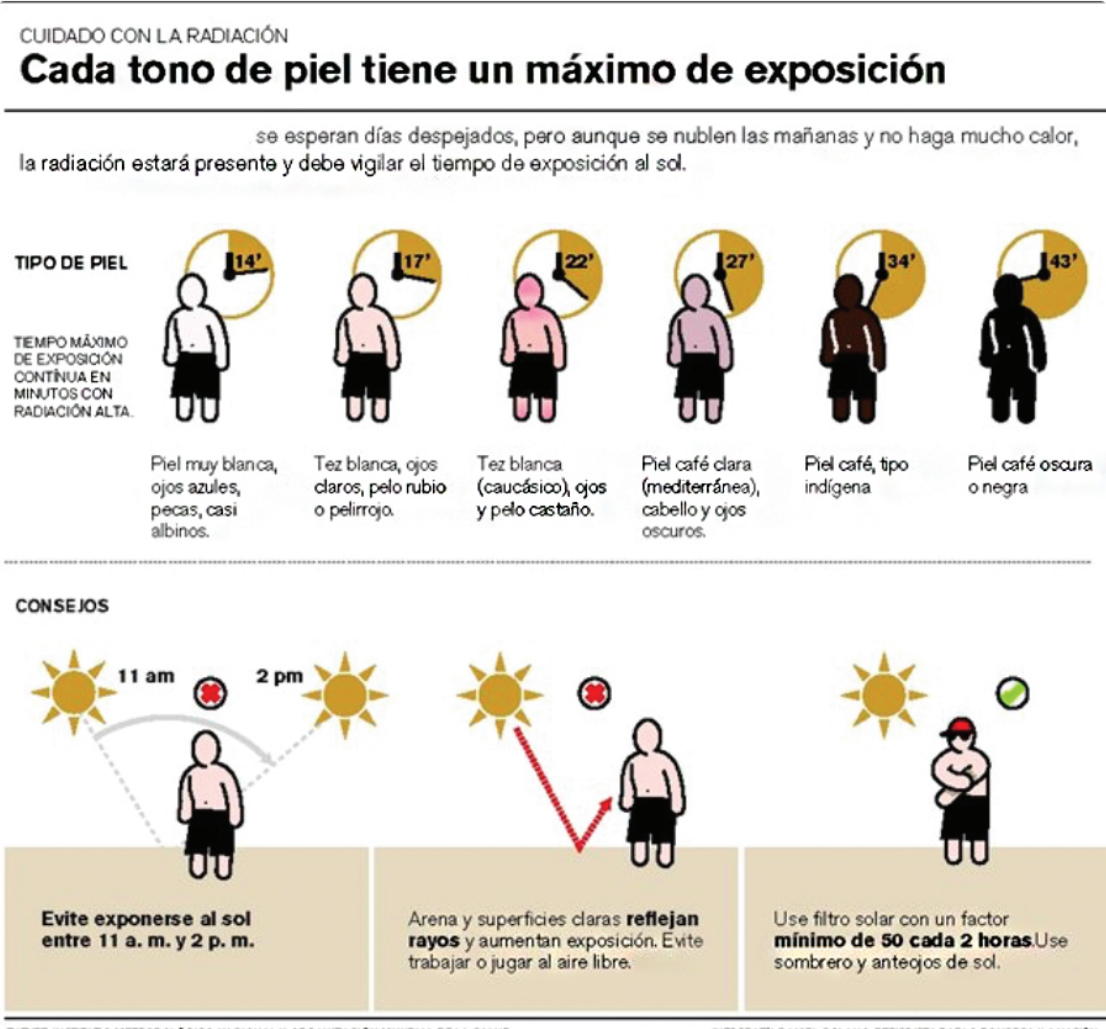 CUIDADO CON LA RADIACIÓN
Cada tono de piel tiene un máximo de exposición
se esperan días despejados, pero aunque se nublen las mañanas y no haga mucho calor,
la radiación estará presente y debe vigilar el tiempo de exposición al sol.
TIPO DE PIEL
14’
17’
22’
27’
34’
43’
TIEMPO MÁXIMO
DE EXPOSICIÓN
CONTÍNUA EN
MINUTOS CON
RADIACIÓN ALTA.
Piel muy blanca,
ojos azules,
pecas, casi
albinos.
Tez blanca, ojos
claros, pelo rubio
o pelirrojo.
Tez blanca
(caucásico), ojos
y pelo castaño.
Piel café clara
(mediterránea),
cabello y ojos
oscuros.
Piel café, tipo
indígena
Piel café oscura
o negra
CONSEJOS
11 am
2 pm
Evite exponerse al sol
entre 11 a. m. y 2 p. m.
Arena y superficies claras reflejan
rayos y aumentan exposición. Evite
trabajar o jugar al aire libre.
Use filtro solar con un factor
mínimo de 50 cada 2 horas.Use
sombrero y anteojos de sol.